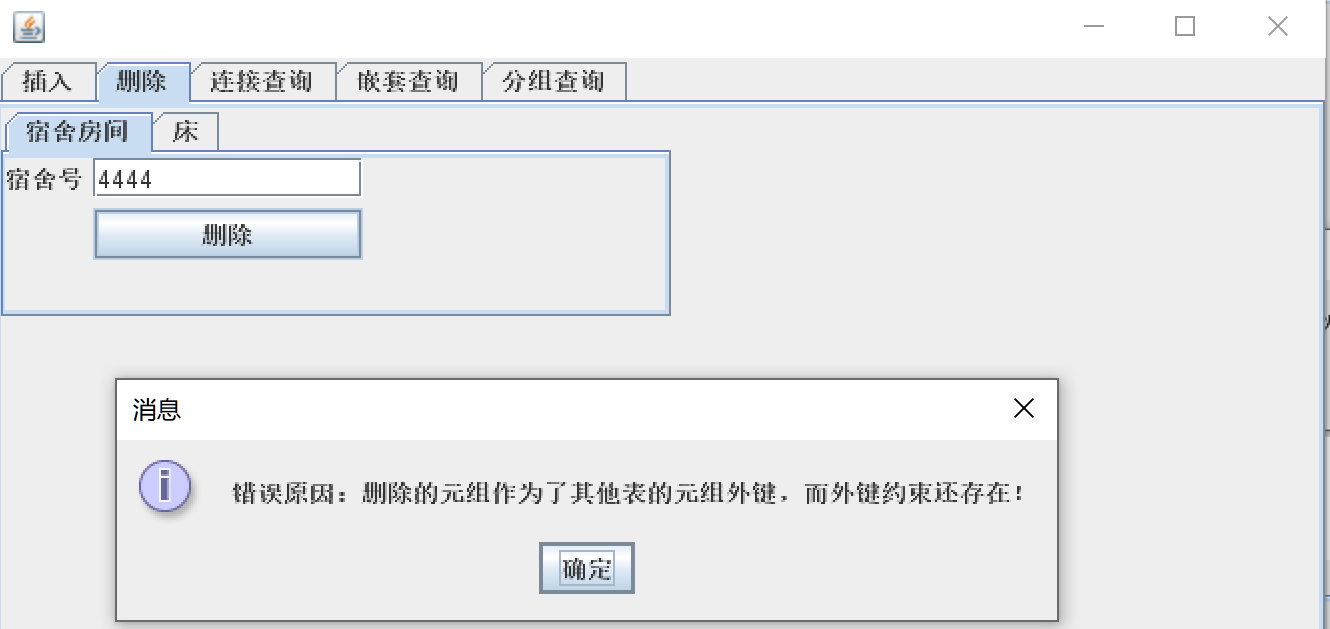 插入 删除 连接查询 嵌套查询 分组查询
宿舍房间 床
宿舍号 4444
删除
消息
错误原因：删除的元组作为了其他表的元组外键，而外键约束还存在！
确定